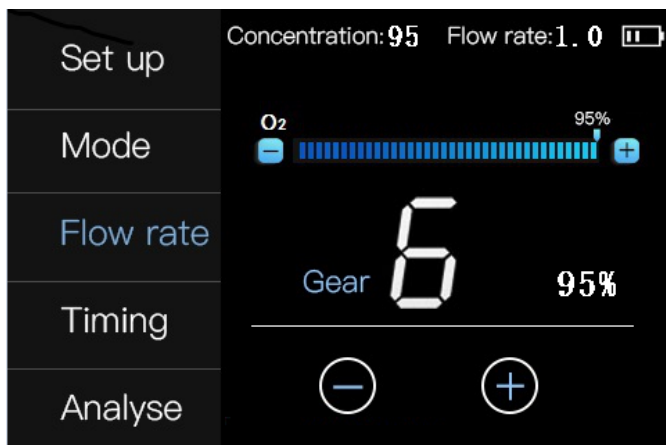 Set up
Mode
Flow rate
Timing
Analyse
Concentration:95 Flow rate:1.0
O2
95%
− +
Gear 6 95%
− +